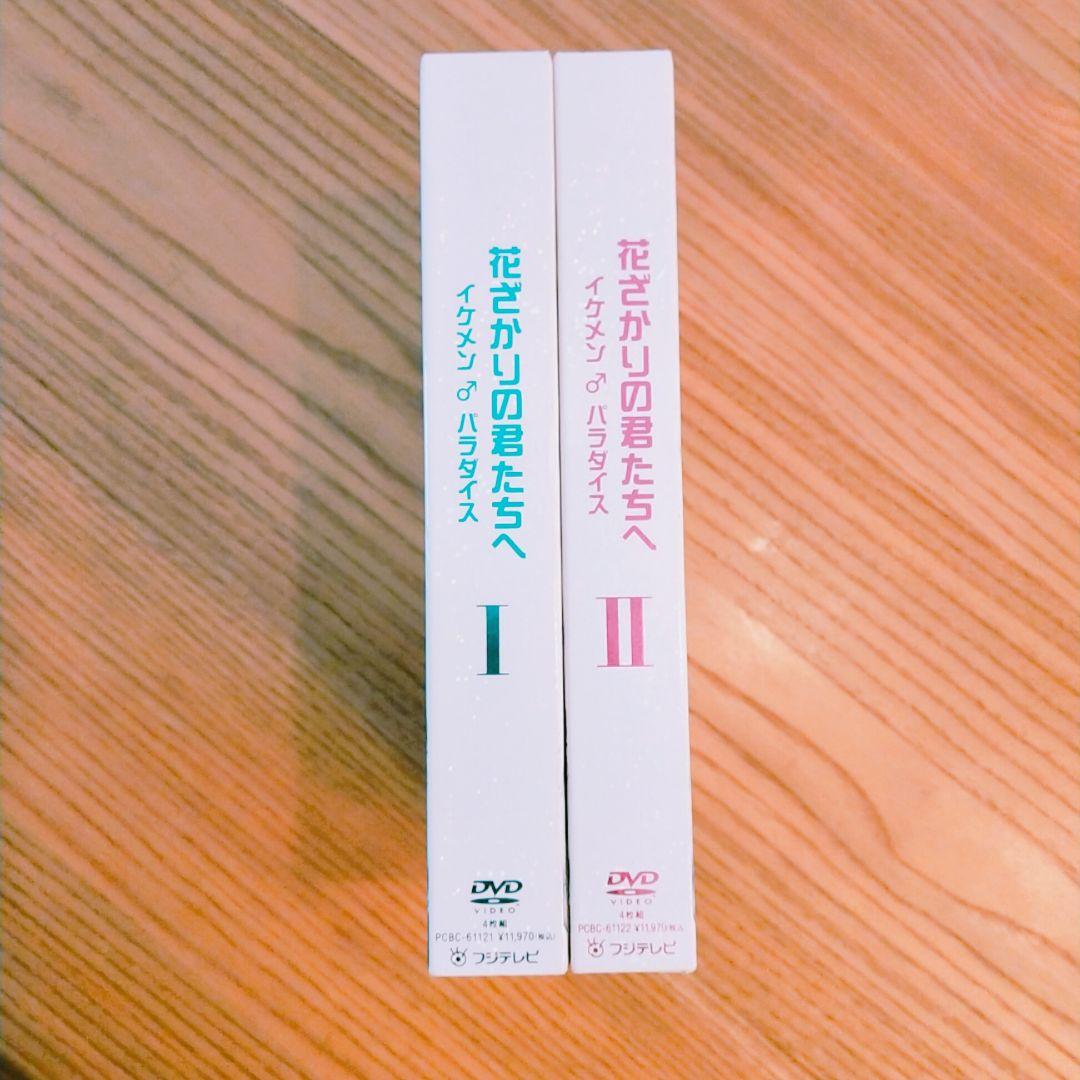 花ざかりの君たちへ
イケメン♂パラダイス
I
DVD
VIDEO
4枚組
PCBC-61121 ¥11,970(税込)
フジテレビ
花ざかりの君たちへ
イケメン♂パラダイス
II
DVD
VIDEO
4枚組
PCBC-61122 ¥11,970(税込)
フジテレビ